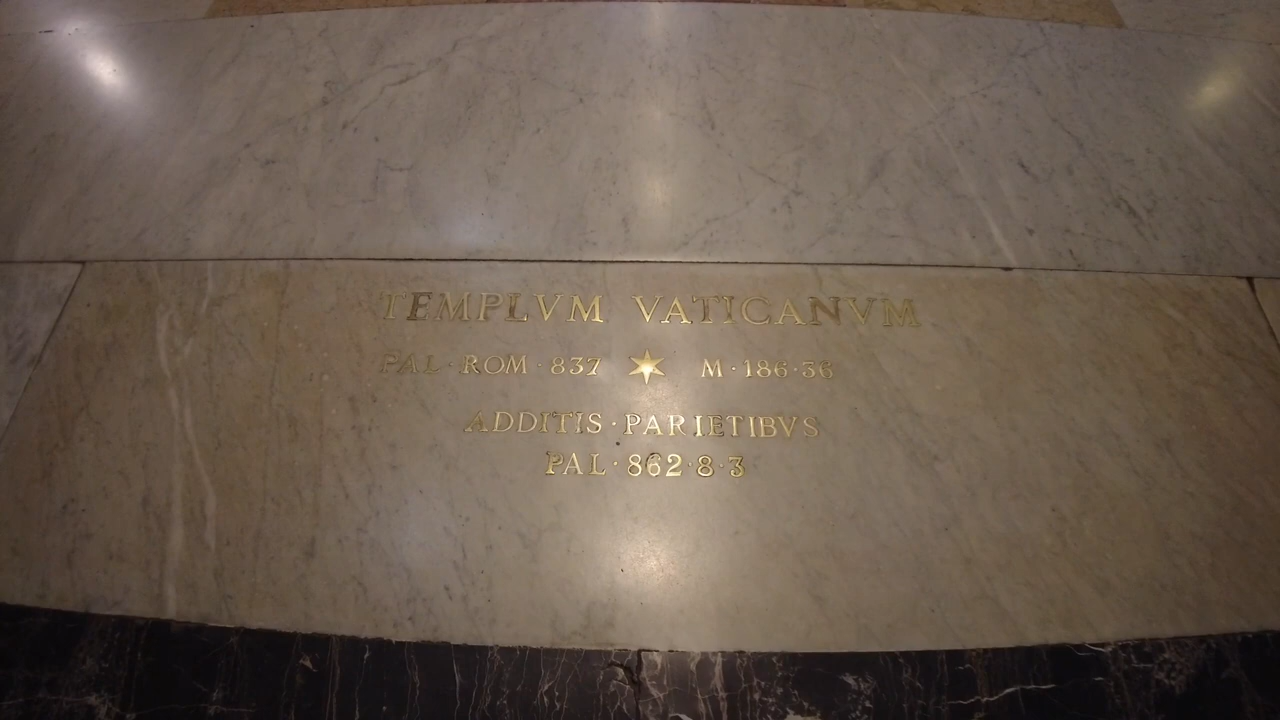 TEMPLVM VATICANVM
PAL · ROM · 837 ★ M · 186·36
ADDITIS · PARIETIBVS
PAL · 862·8·3